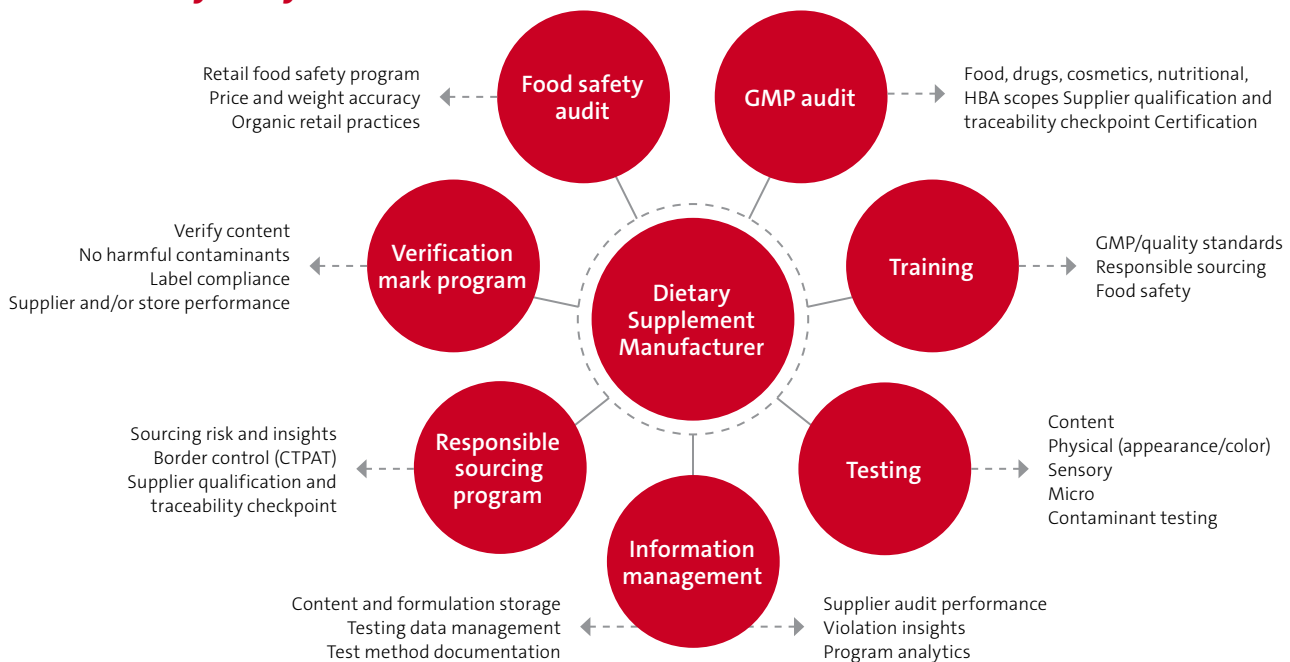 Retail food safety program
Price and weight accuracy
Organic retail practices
Food safety
audit
GMP audit
Food, drugs, cosmetics, nutritional,
HBA scopes Supplier qualification and
traceability checkpoint Certification
Verify content
No harmful contaminants
Label compliance
Supplier and/or store performance
Verification
mark program
Dietary
Supplement
Manufacturer
Training
GMP/quality standards
Responsible sourcing
Food safety
Sourcing risk and insights
Border control (CTPAT)
Supplier qualification and
traceability checkpoint
Responsible
sourcing
program
Testing
Content
Physical (appearance/color)
Sensory
Micro
Contaminant testing
Information
management
Content and formulation storage
Testing data management
Test method documentation
Supplier audit performance
Violation insights
Program analytics